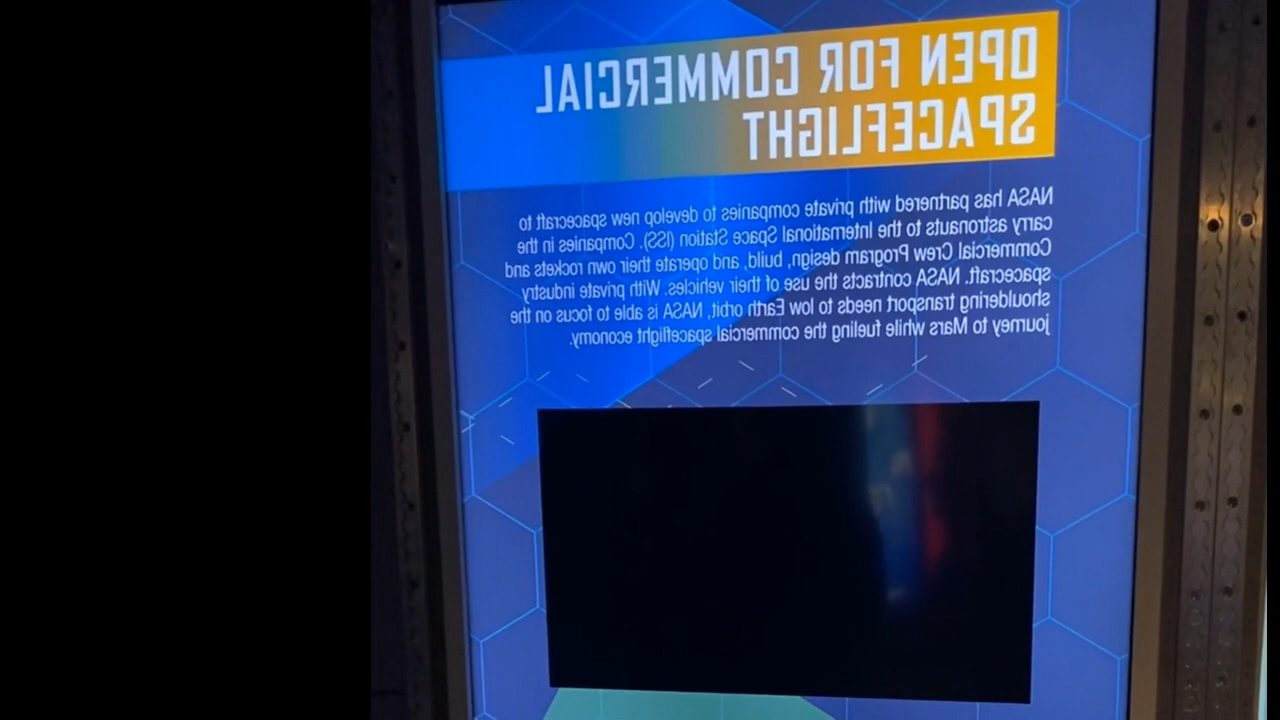 OPEN FOR COMMERCIAL
SPACEFLIGHT
NASA has partnered with private companies to develop new spacecraft to
carry astronauts to the International Space Station (ISS). Companies in the
Commercial Crew Program design, build, and operate their own rockets and
spacecraft. NASA contracts the use of their vehicles. With private industry
shouldering transport needs to low Earth orbit, NASA is able to focus on the
journey to Mars while fueling the commercial spaceflight economy.